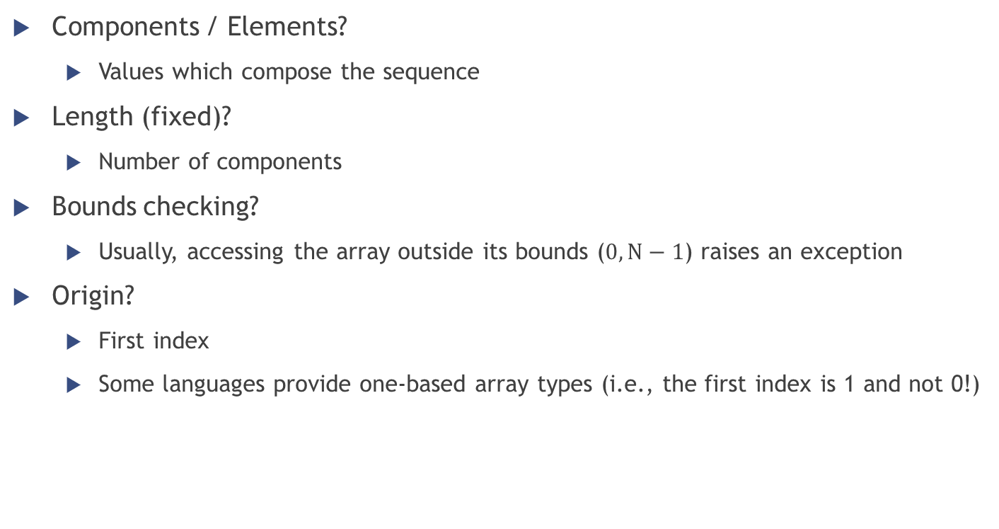 Components / Elements?
Values which compose the sequence
Length (fixed)?
Number of components
Bounds checking?
Usually, accessing the array outside its bounds (0, N − 1) raises an exception
Origin?
First index
Some languages provide one-based array types (i.e., the first index is 1 and not 0!)